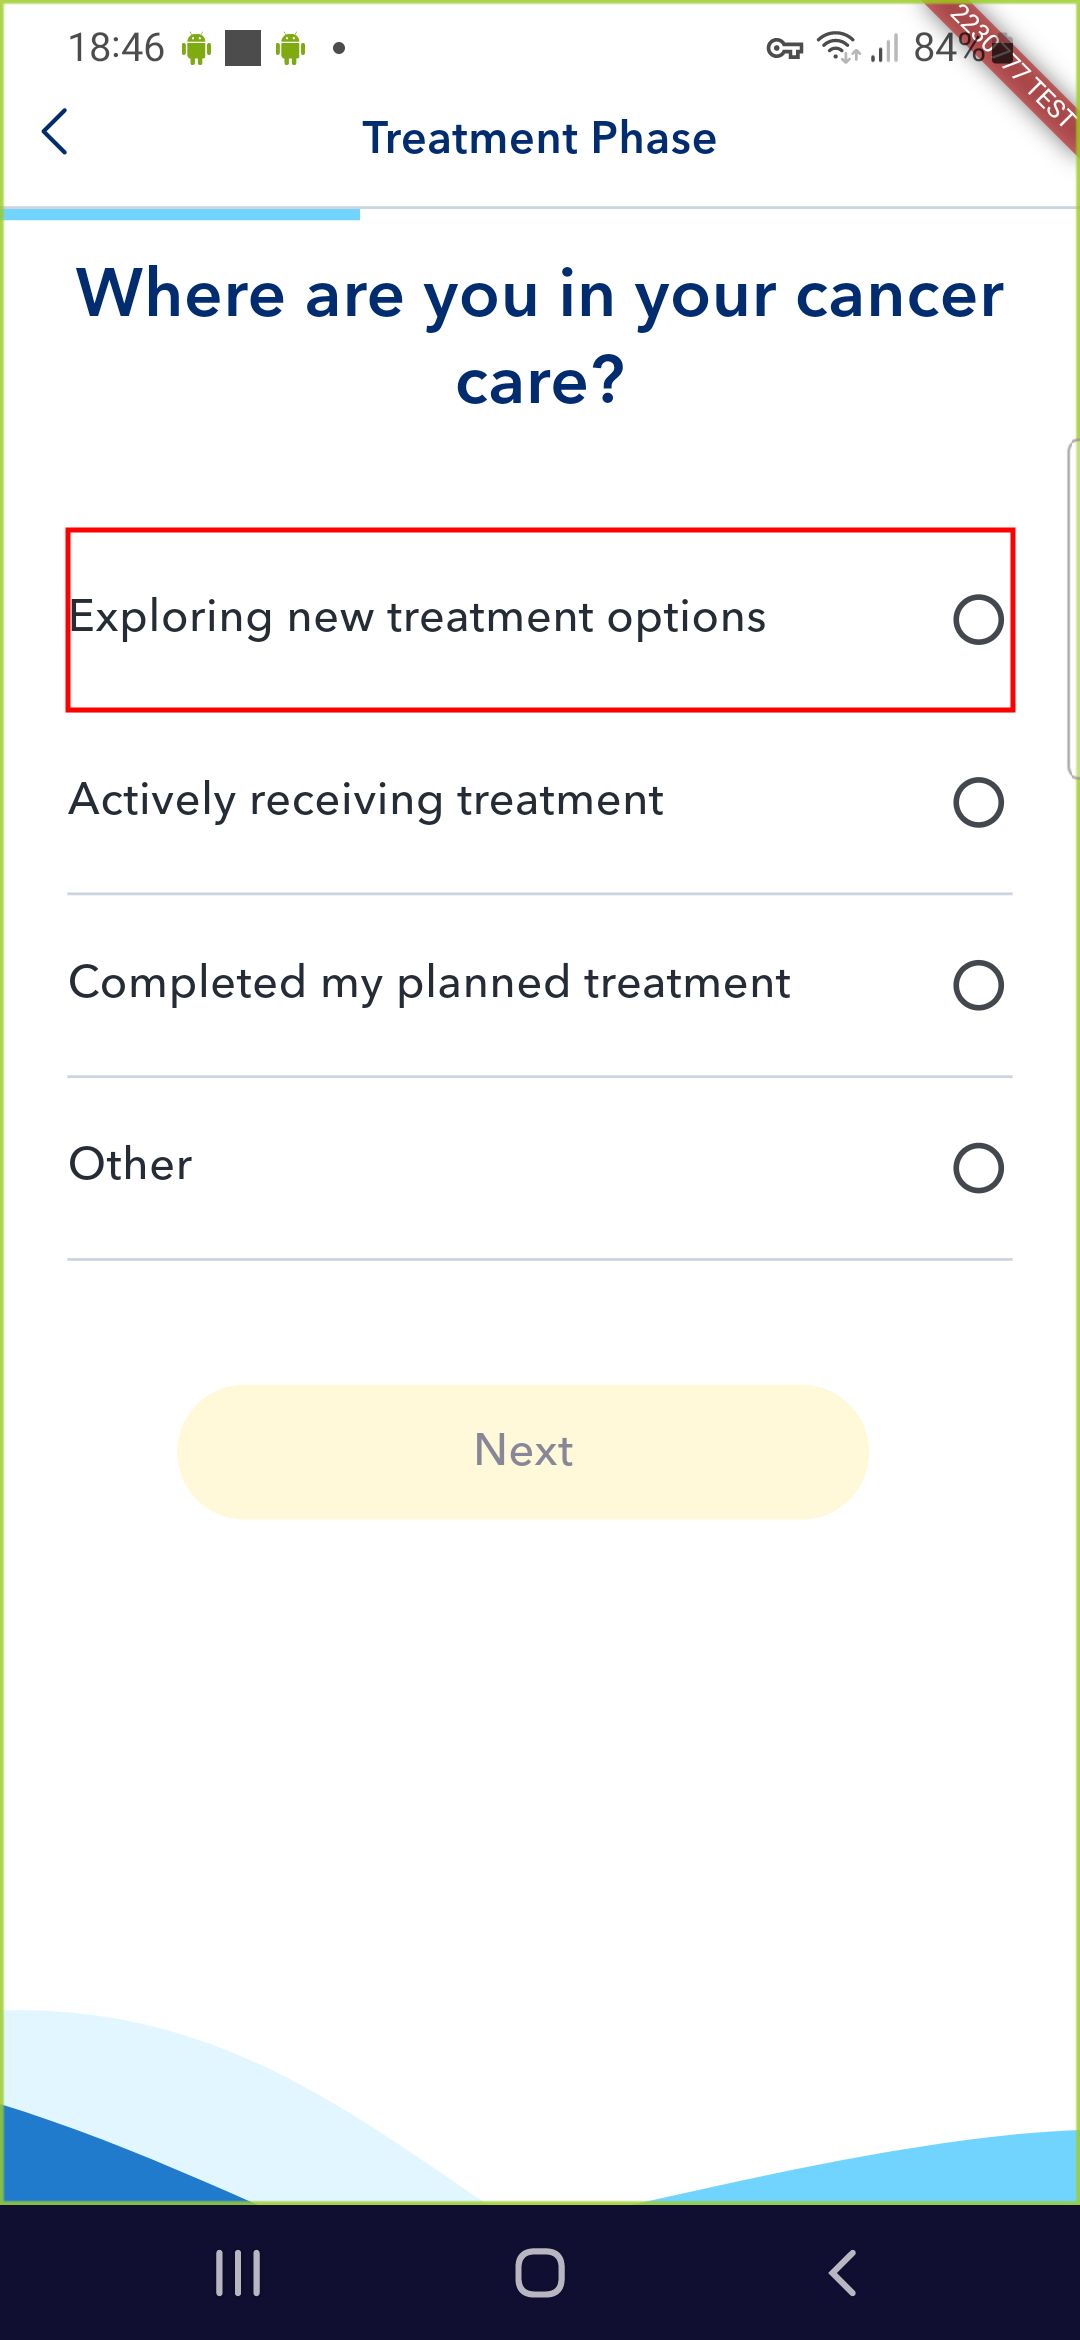 18:46
84%
2230777 TEST
Treatment Phase
Where are you in your cancer
care?
Exploring new treatment options
Actively receiving treatment
Completed my planned treatment
Other
Next